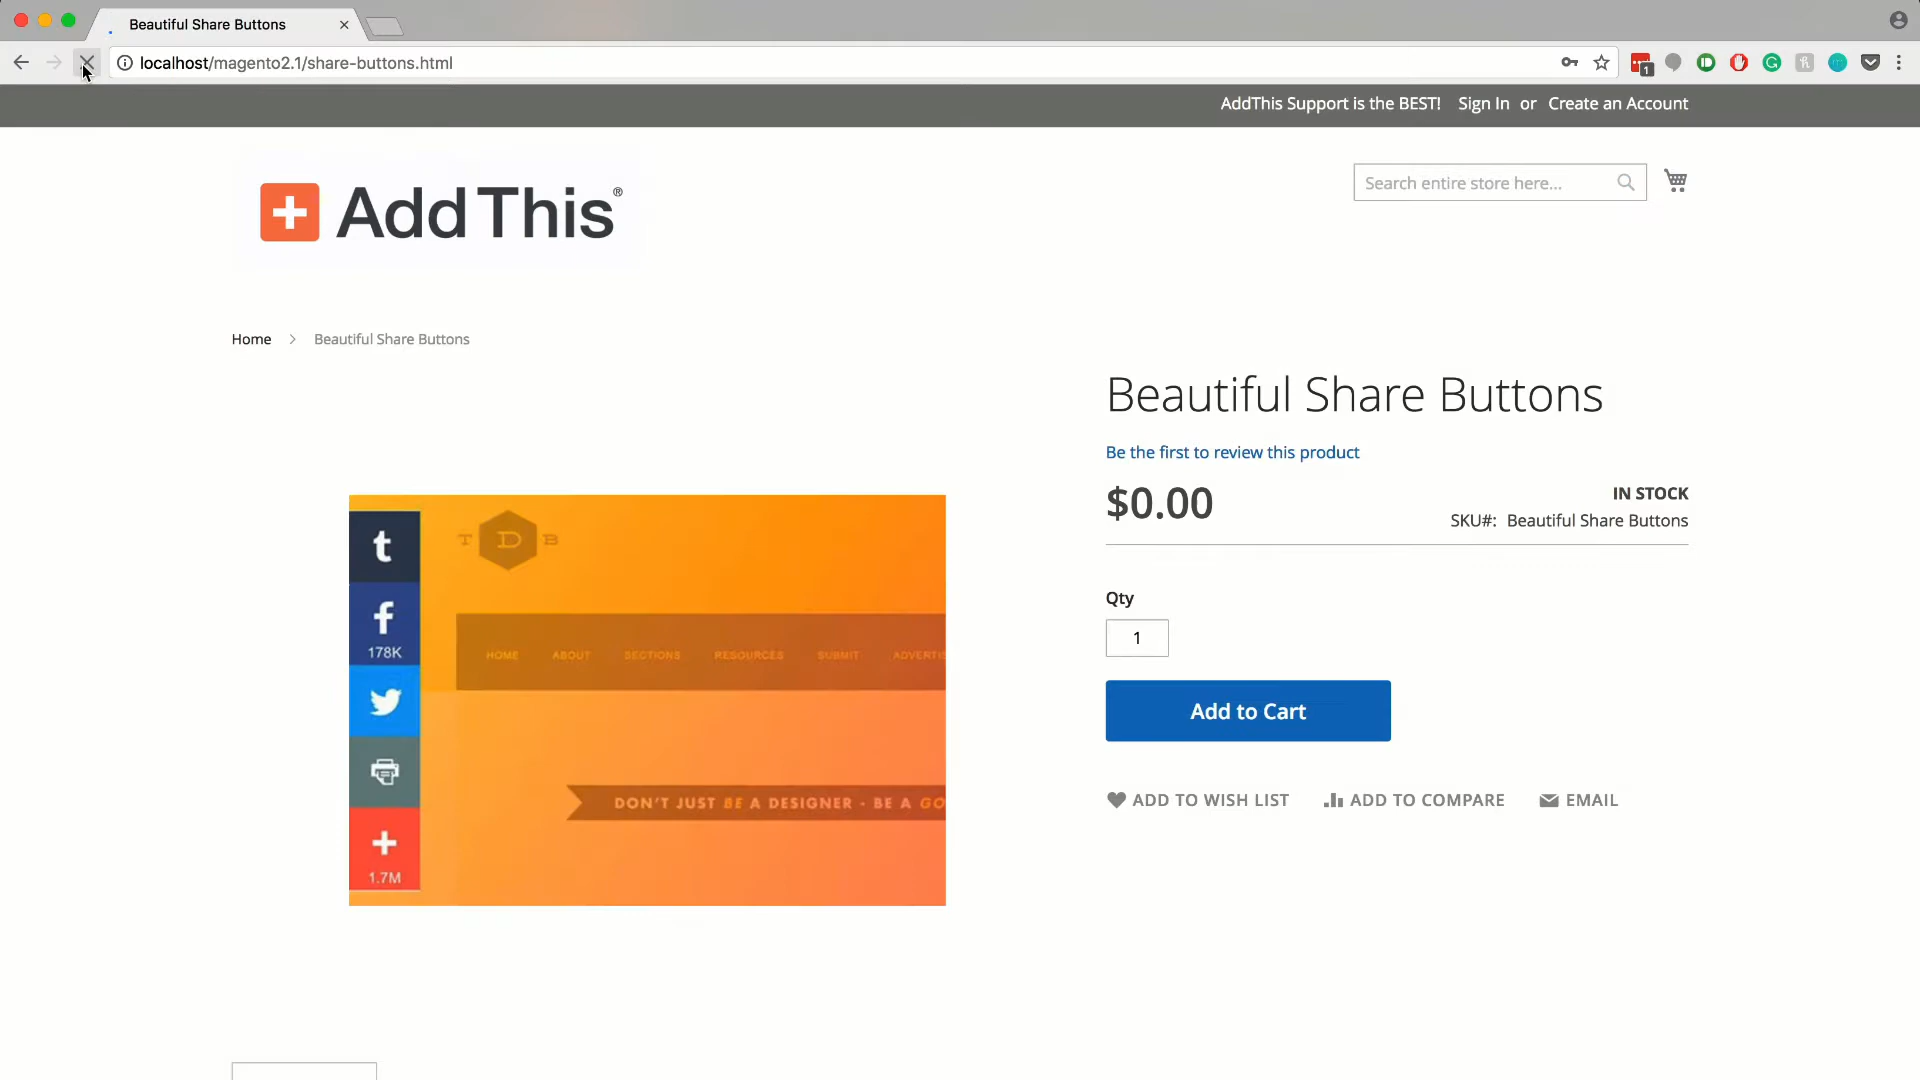 Beautiful Share Buttons
localhost/magento2.1/share-buttons.html
1
AddThis Support is the BEST! Sign In or Create an Account
AddThis®
Search entire store here...
Home > Beautiful Share Buttons
Beautiful Share Buttons
Be the first to review this product
$0.00
IN STOCK
SKU#: Beautiful Share Buttons
T D B
178K
HOME ABOUT SECTIONS RESOURCES SUBMIT ADVERTIS
DON'T JUST BE A DESIGNER - BE A GO
1.7M
Qty
1
Add to Cart
ADD TO WISH LIST
ADD TO COMPARE
EMAIL